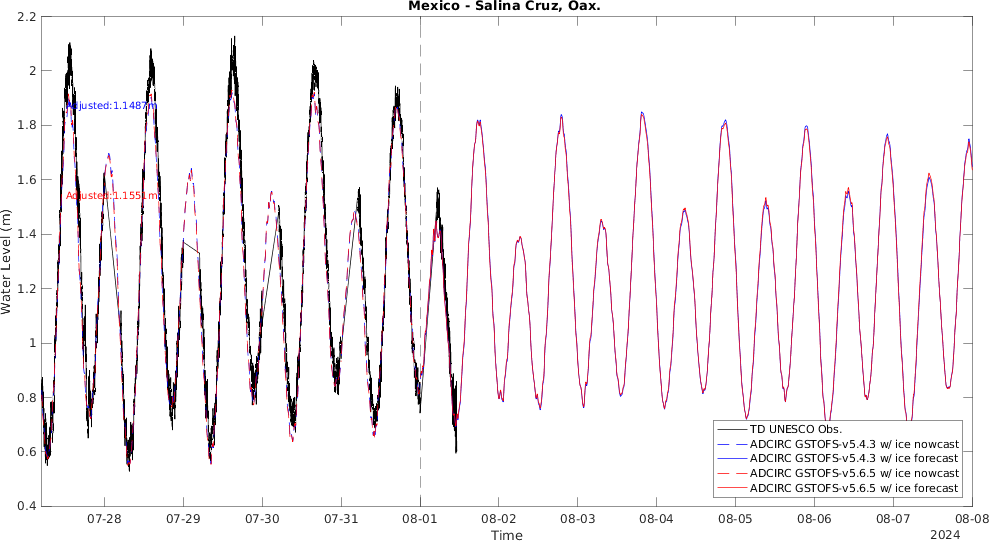 Mexico - Salina Cruz, Oax.
2.2
2
1.8
1.6
1.4
1.2
1
0.8
0.6
0.4
Water Level (m)
Adjusted:1.1487m
Adjusted:1.1551m
TD UNESCO Obs.
ADCIRC GSTOFS-v5.4.3 w/ ice nowcast
ADCIRC GSTOFS-v5.4.3 w/ ice forecast
ADCIRC GSTOFS-v5.6.5 w/ ice nowcast
ADCIRC GSTOFS-v5.6.5 w/ ice forecast
07-28 07-29 07-30 07-31 08-01 08-02 08-03 08-04 08-05 08-06 08-07 08-08
Time
2024